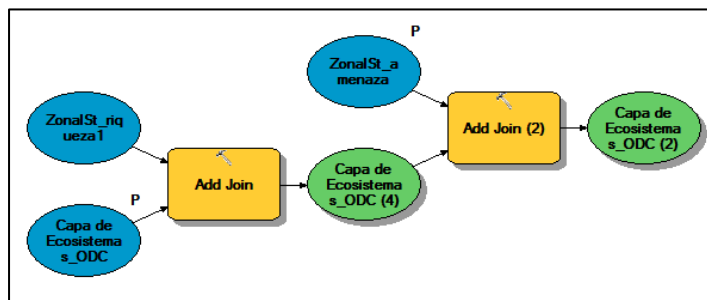 P
ZonalSt_a
menaza
ZonalSt_riq
ueza1
Add Join (2)
Capa de
Ecosistema
s_ODC (2)
Add Join
Capa de
Ecosistema
s_ODC (4)
P
Capa de
Ecosistema
s_ODC